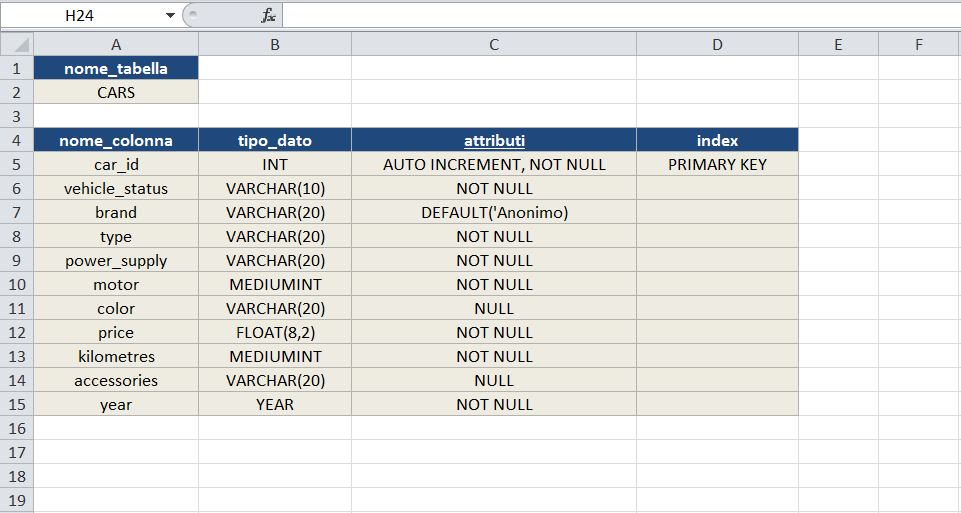 H24 fx
A B C D E F
1 nome_tabella
2 CARS
3
4 nome_colonna tipo_dato attributi index
5 car_id INT AUTO INCREMENT, NOT NULL PRIMARY KEY
6 vehicle_status VARCHAR(10) NOT NULL
7 brand VARCHAR(20) DEFAULT('Anonimo)
8 type VARCHAR(20) NOT NULL
9 power_supply VARCHAR(20) NOT NULL
10 motor MEDIUMINT NOT NULL
11 color VARCHAR(20) NULL
12 price FLOAT(8,2) NOT NULL
13 kilometres MEDIUMINT NOT NULL
14 accessories VARCHAR(20) NULL
15 year YEAR NOT NULL
16
17
18
19